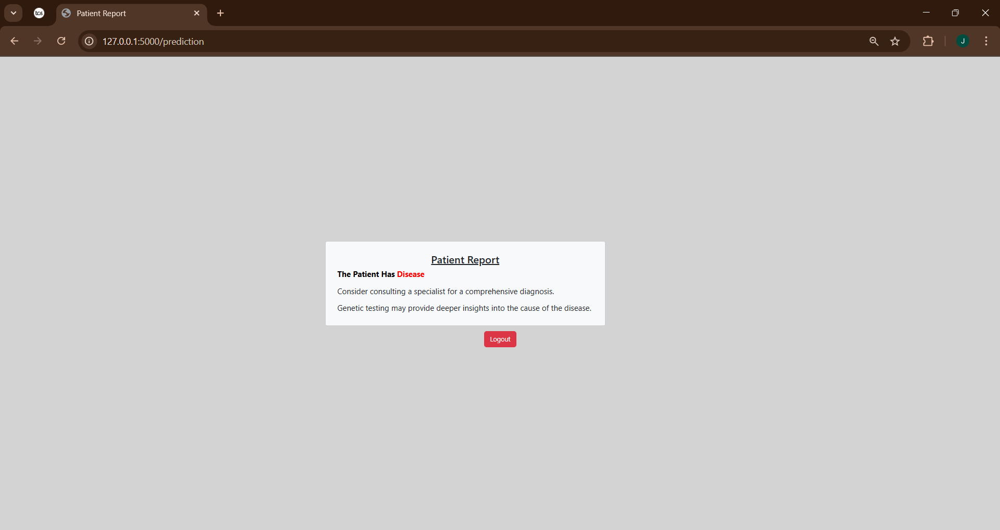 tcs
Patient Report
127.0.0.1:5000/prediction
J
Patient Report
The Patient Has Disease
Consider consulting a specialist for a comprehensive diagnosis.
Genetic testing may provide deeper insights into the cause of the disease.
Logout